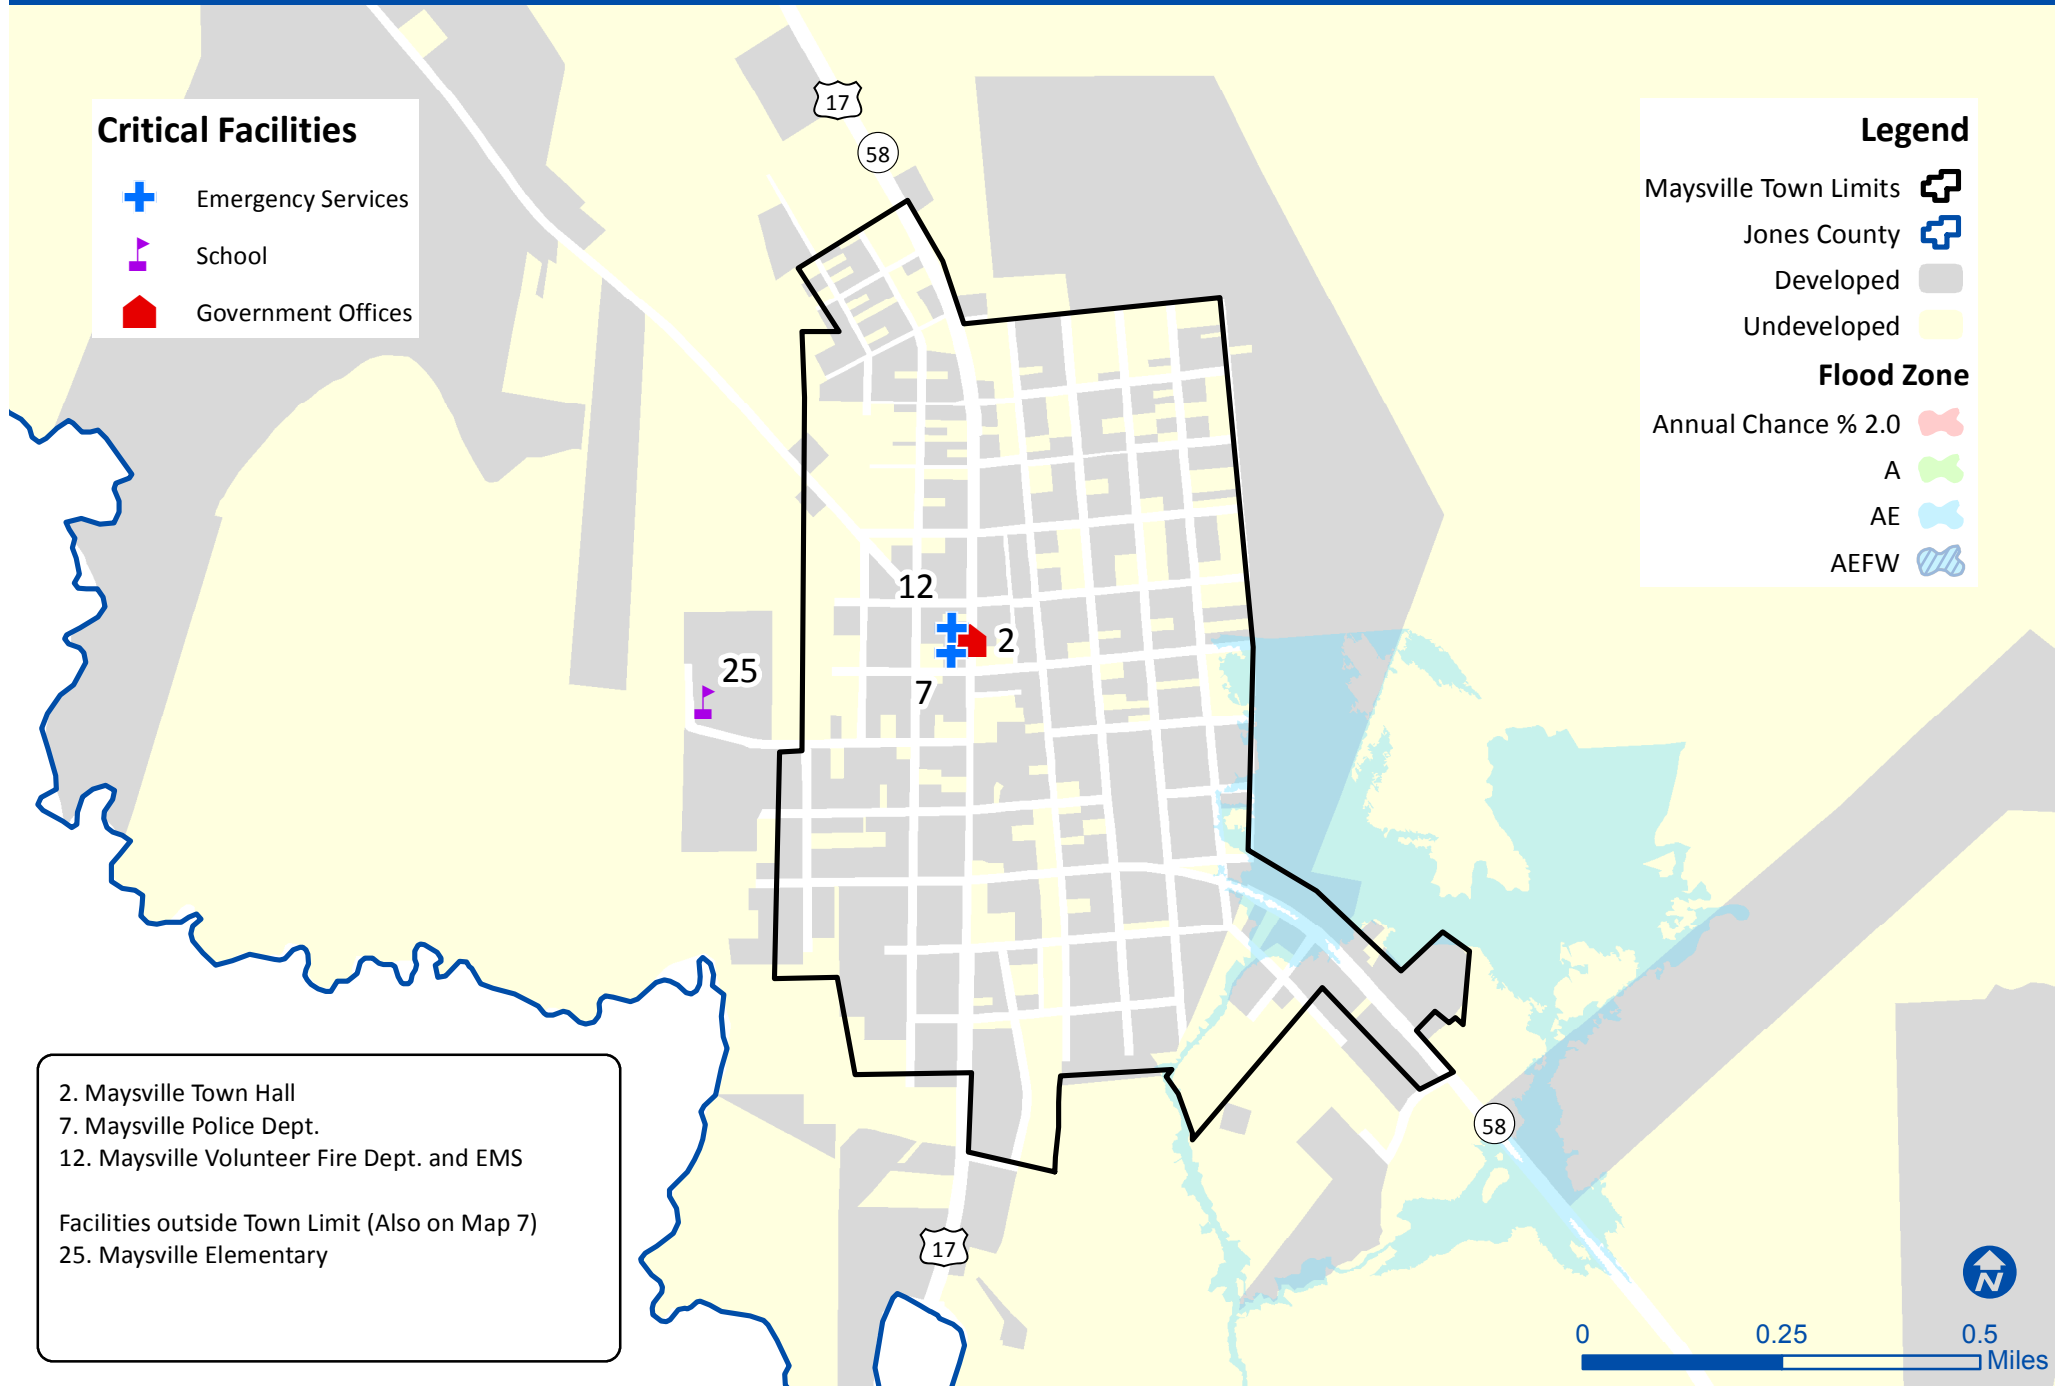 17
58
Critical Facilities
Emergency Services
School
Government Offices
Legend
Maysville Town Limits
Jones County
Developed
Undeveloped
Flood Zone
Annual Chance % 2.0
A
AE
AEFW
12
2
25
7
2. Maysville Town Hall
7. Maysville Police Dept.
12. Maysville Volunteer Fire Dept. and EMS
Facilities outside Town Limit (Also on Map 7)
25. Maysville Elementary
58
17
N
0 0.25 0.5
Miles